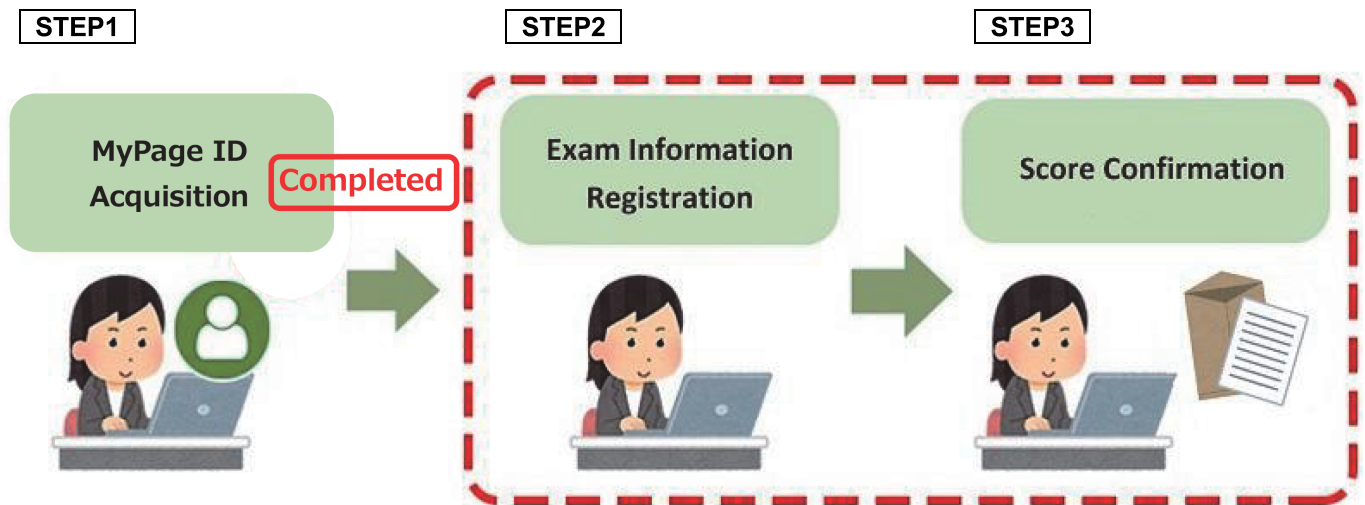 STEP1
STEP2
STEP3
MyPage ID
Acquisition
Completed
Exam Information
Registration
Score Confirmation